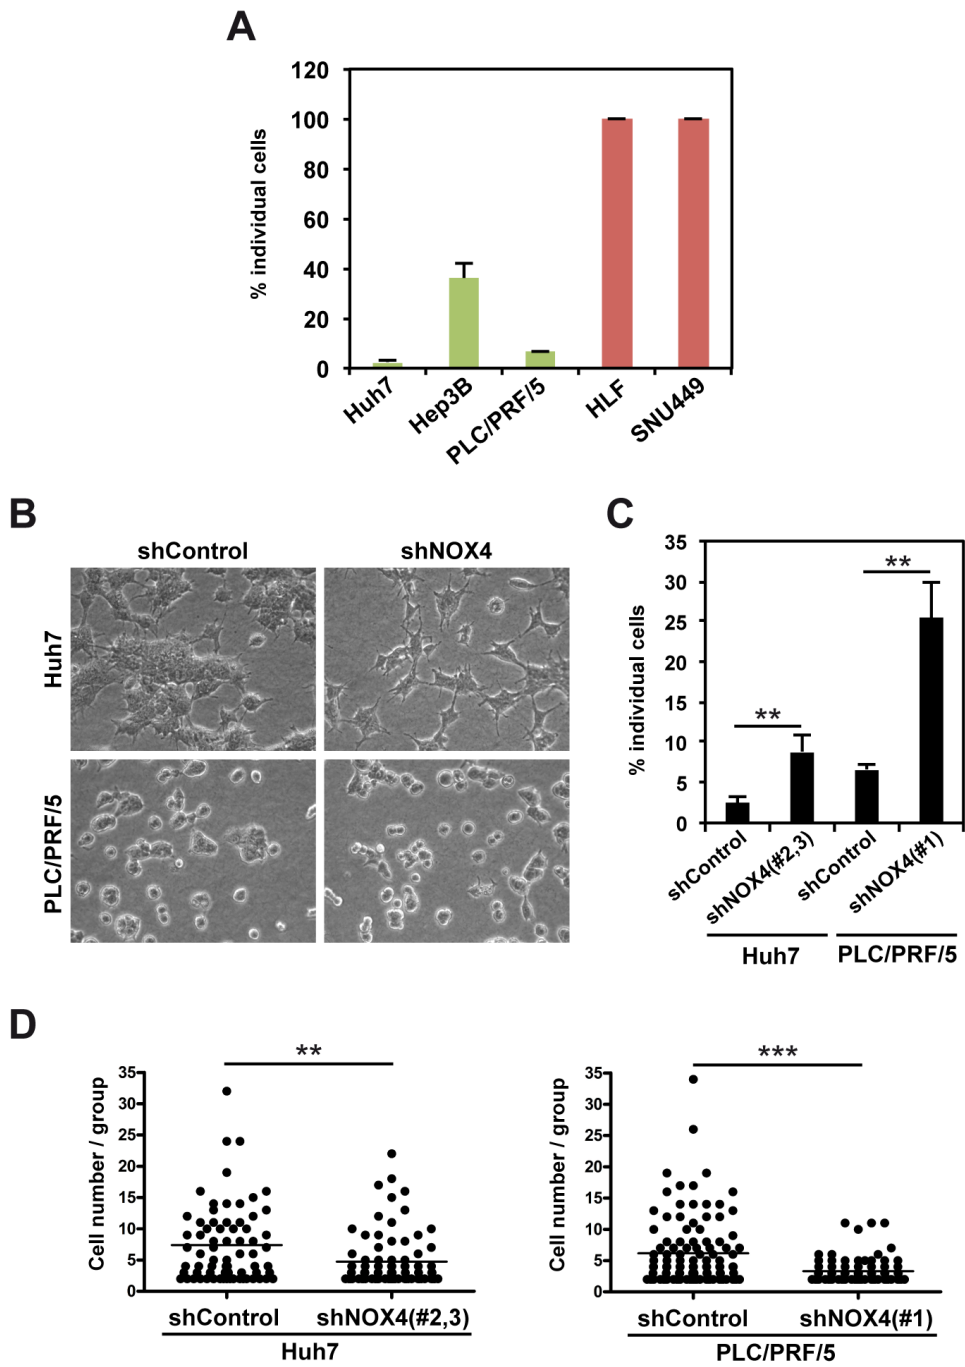 A
120
100
80
60
40
20
0
% individual cells
Huh7
Hep3B
PLC/PRF/5
HLF
SNU449
B
shControl
shNOX4
Huh7
PLC/PRF/5
C
35
30
25
20
15
10
5
0
% individual cells
**
**
shControl
shNOX4(#2,3)
shControl
shNOX4(#1)
Huh7
PLC/PRF/5
D
**
35
30
25
20
15
10
5
0
Cell number / group
shControl
shNOX4(#2,3)
Huh7
***
35
30
25
20
15
10
5
0
Cell number / group
shControl
shNOX4(#1)
PLC/PRF/5